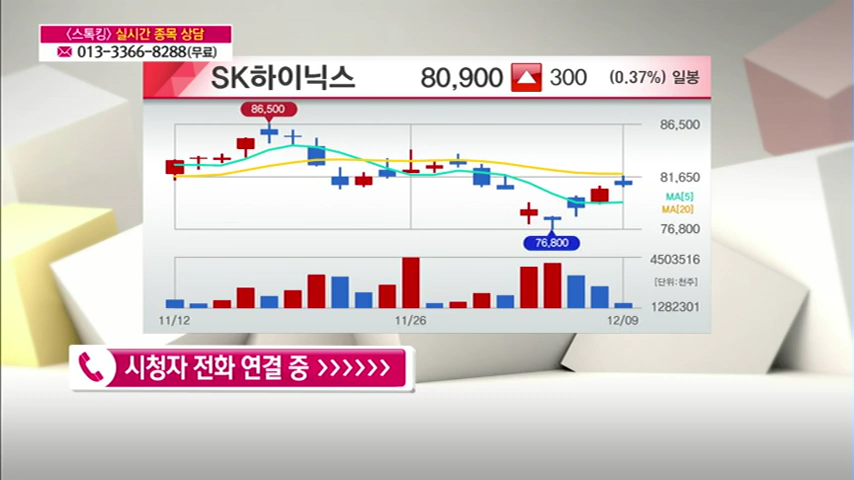 〈스톡킹〉 실시간 종목 상담
013-3366-8288(무료)
SK하이닉스 80,900 300 (0.37%) 일봉
86,500
86,500
81,650
MA[5]
MA[20]
76,800
76,800
4503516
[단위:천주]
1282301
11/12 11/26 12/09
시청자 전화 연결 중 >>>>>>